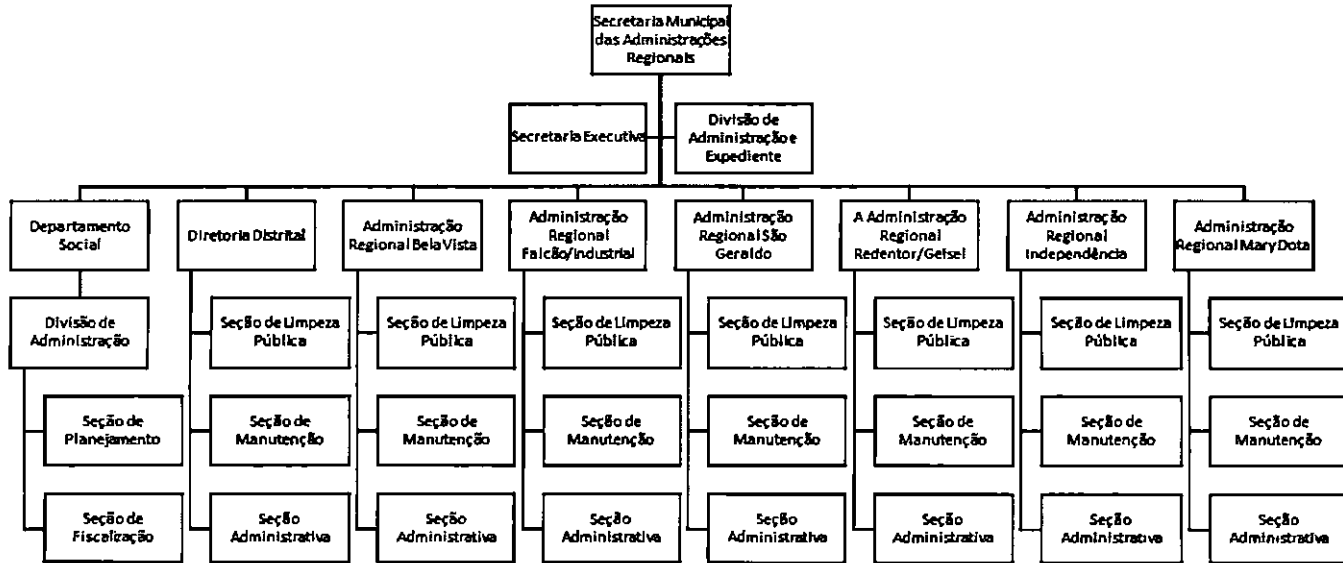 Secretaria Municipal
das Administrações
Regionais
Secretaria Executiva
Divisão de
Administração e
Expediente
Departamento
Social
Diretoria Distrital
Administração
Regional Bela Vista
Administração
Regional
Falcão/Industrial
Administração
Regional São
Geraldo
A Administração
Regional
Redentor/Geisel
Administração
Regional
Independência
Administração
Regional Mary Dota
Divisão de
Administração
Seção de Limpeza
Pública
Seção de Limpeza
Pública
Seção de Limpeza
Pública
Seção de Limpeza
Pública
Seção de Limpeza
Pública
Seção de Limpeza
Pública
Seção de Limpeza
Pública
Seção de
Planejamento
Seção de
Manutenção
Seção de
Manutenção
Seção de
Manutenção
Seção de
Manutenção
Seção de
Manutenção
Seção de
Manutenção
Seção de
Manutenção
Seção de
Fiscalização
Seção
Administrativa
Seção
Administrativa
Seção
Administrativa
Seção
Administrativa
Seção
Administrativa
Seção
Administrativa
Seção
Administrativa